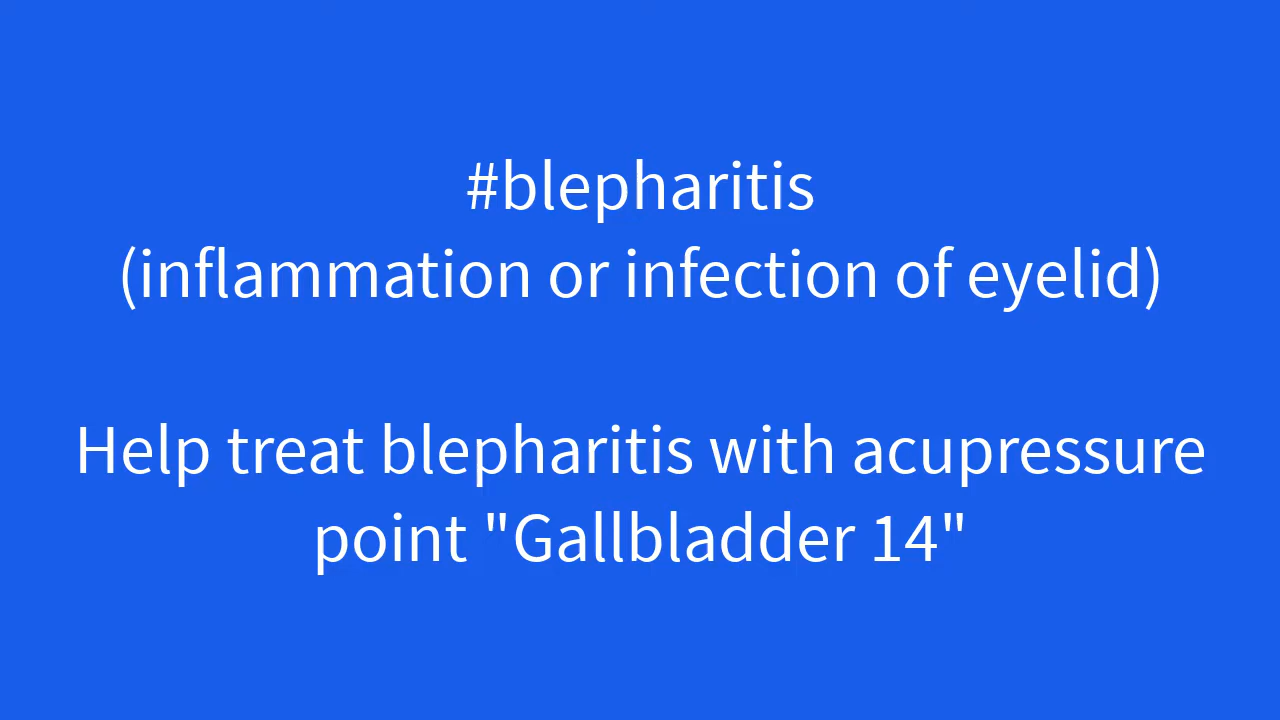 #blepharitis
(inflammation or infection of eyelid)
Help treat blepharitis with acupressure
point "Gallbladder 14"